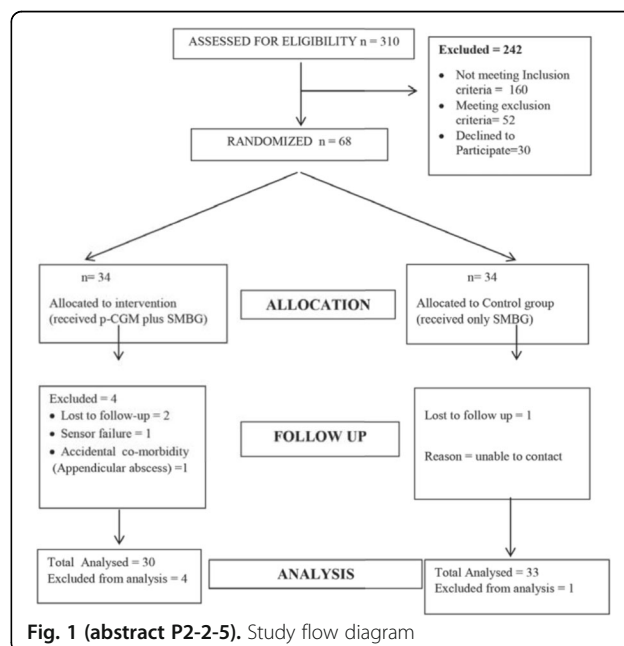 ASSESSED FOR ELIGIBILITY n = 310
Excluded = 242
• Not meeting Inclusion
criteria = 160
• Meeting exclusion
criteria= 52
• Declined to
Participate=30
RANDOMIZED n = 68
n= 34
Allocated to intervention
(received p-CGM plus SMBG)
ALLOCATION
n= 34
Allocated to Control group
(received only SMBG)
Excluded = 4
• Lost to follow-up = 2
• Sensor failure = 1
• Accidental co-morbidity
(Appendicular abscess) =1
FOLLOW UP
Lost to follow up = 1
Reason = unable to contact
Total Analysed = 30
Excluded from analysis = 4
ANALYSIS
Total Analysed = 33
Excluded from analysis = 1
Fig. 1 (abstract P2-2-5). Study flow diagram